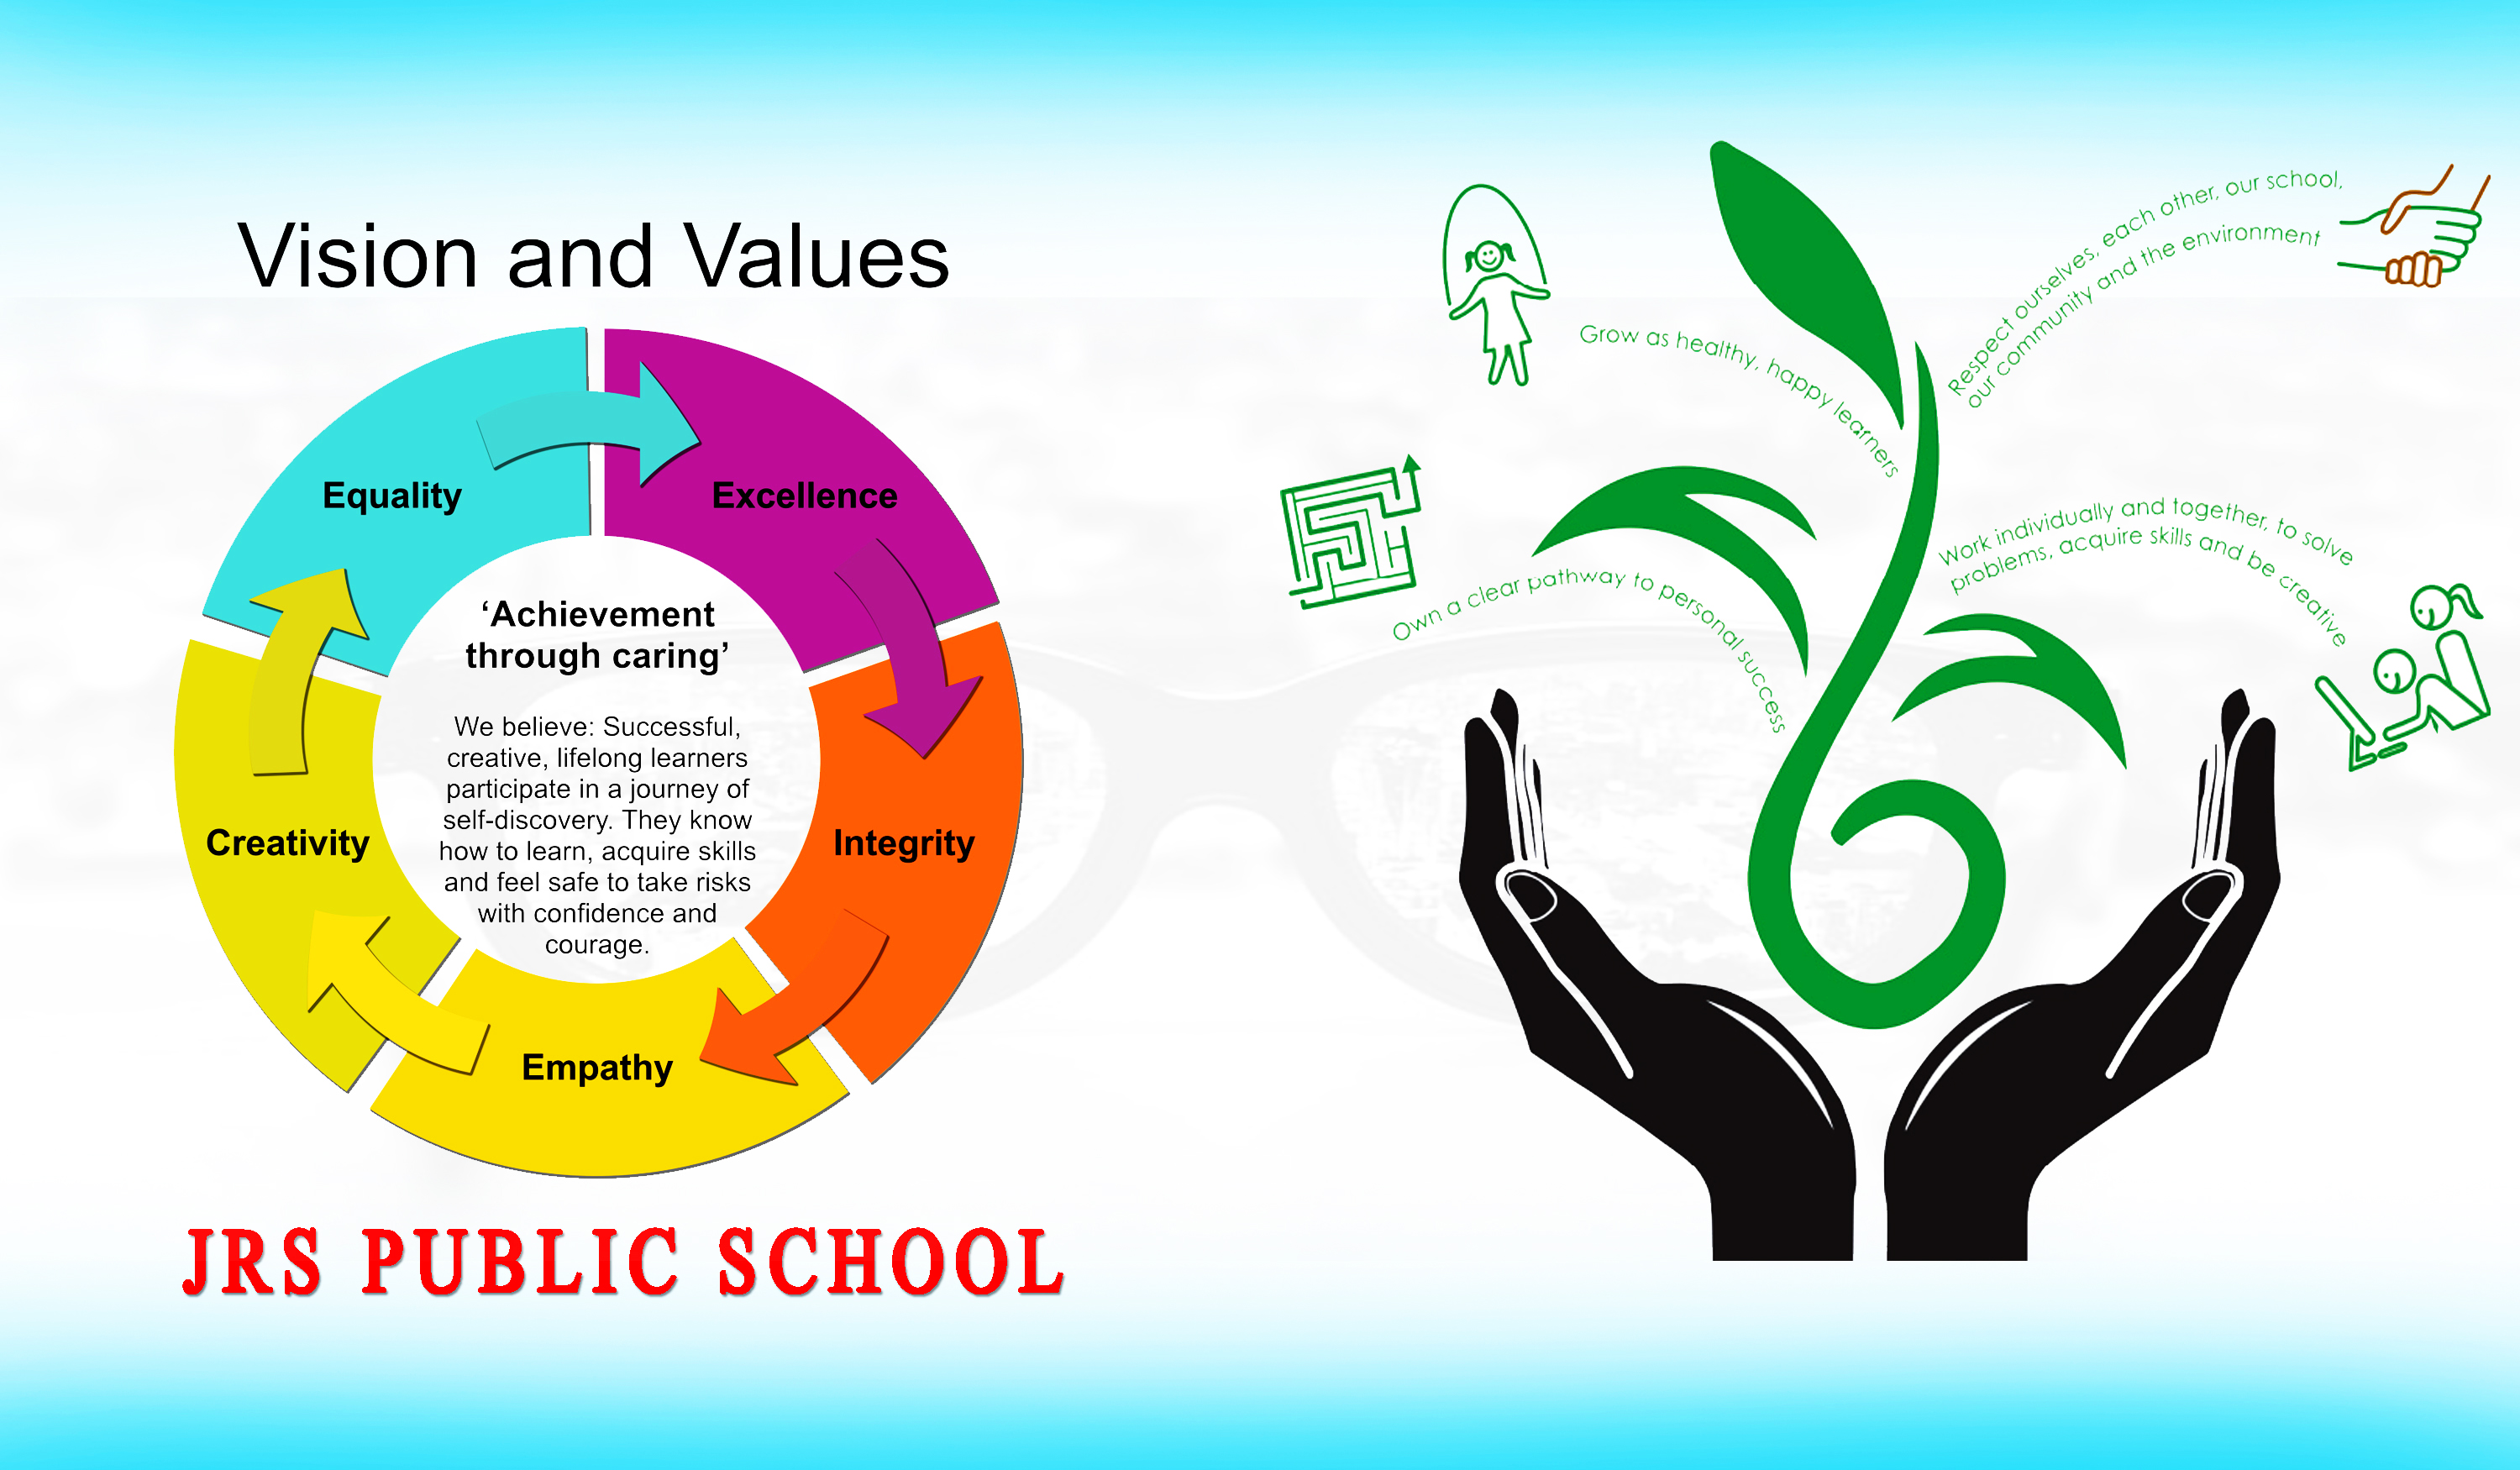 Vision and Values
Equality
Excellence
Integrity
Empathy
Creativity
‘Achievement
through caring’
We believe: Successful,
creative, lifelong learners
participate in a journey of
self-discovery. They know
how to learn, acquire skills
and feel safe to take risks
with confidence and
courage.
JRS PUBLIC SCHOOL
Grow as healthy, happy learners
Respect ourselves, each other, our school,
our community and the environment
Own a clear pathway to personal success
Work individually and together, to solve
problems, acquire skills and be creative